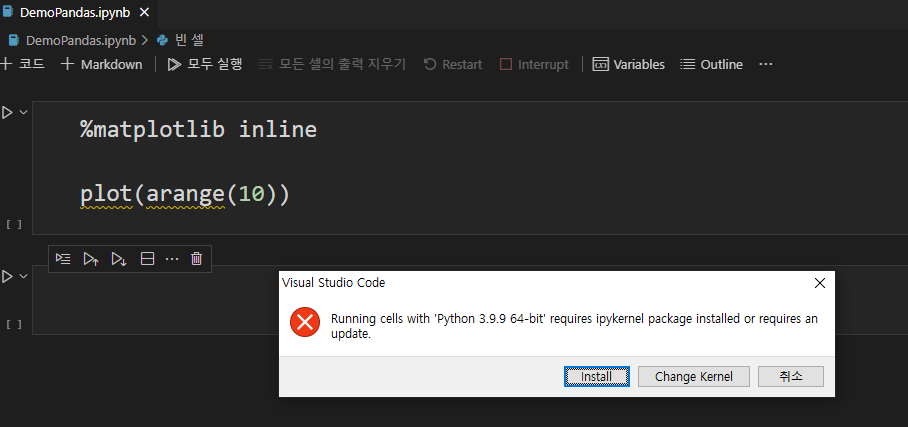 DemoPandas.ipynb
DemoPandas.ipynb > 빈 셀
코드 Markdown 모두 실행 모든 셀의 출력 지우기 Restart Interrupt Variables Outline ...
%matplotlib inline
plot(arange(10))
[ ]
Visual Studio Code
Running cells with 'Python 3.9.9 64-bit' requires ipykernel package installed or requires an
update.
[ ]
Install Change Kernel 취소